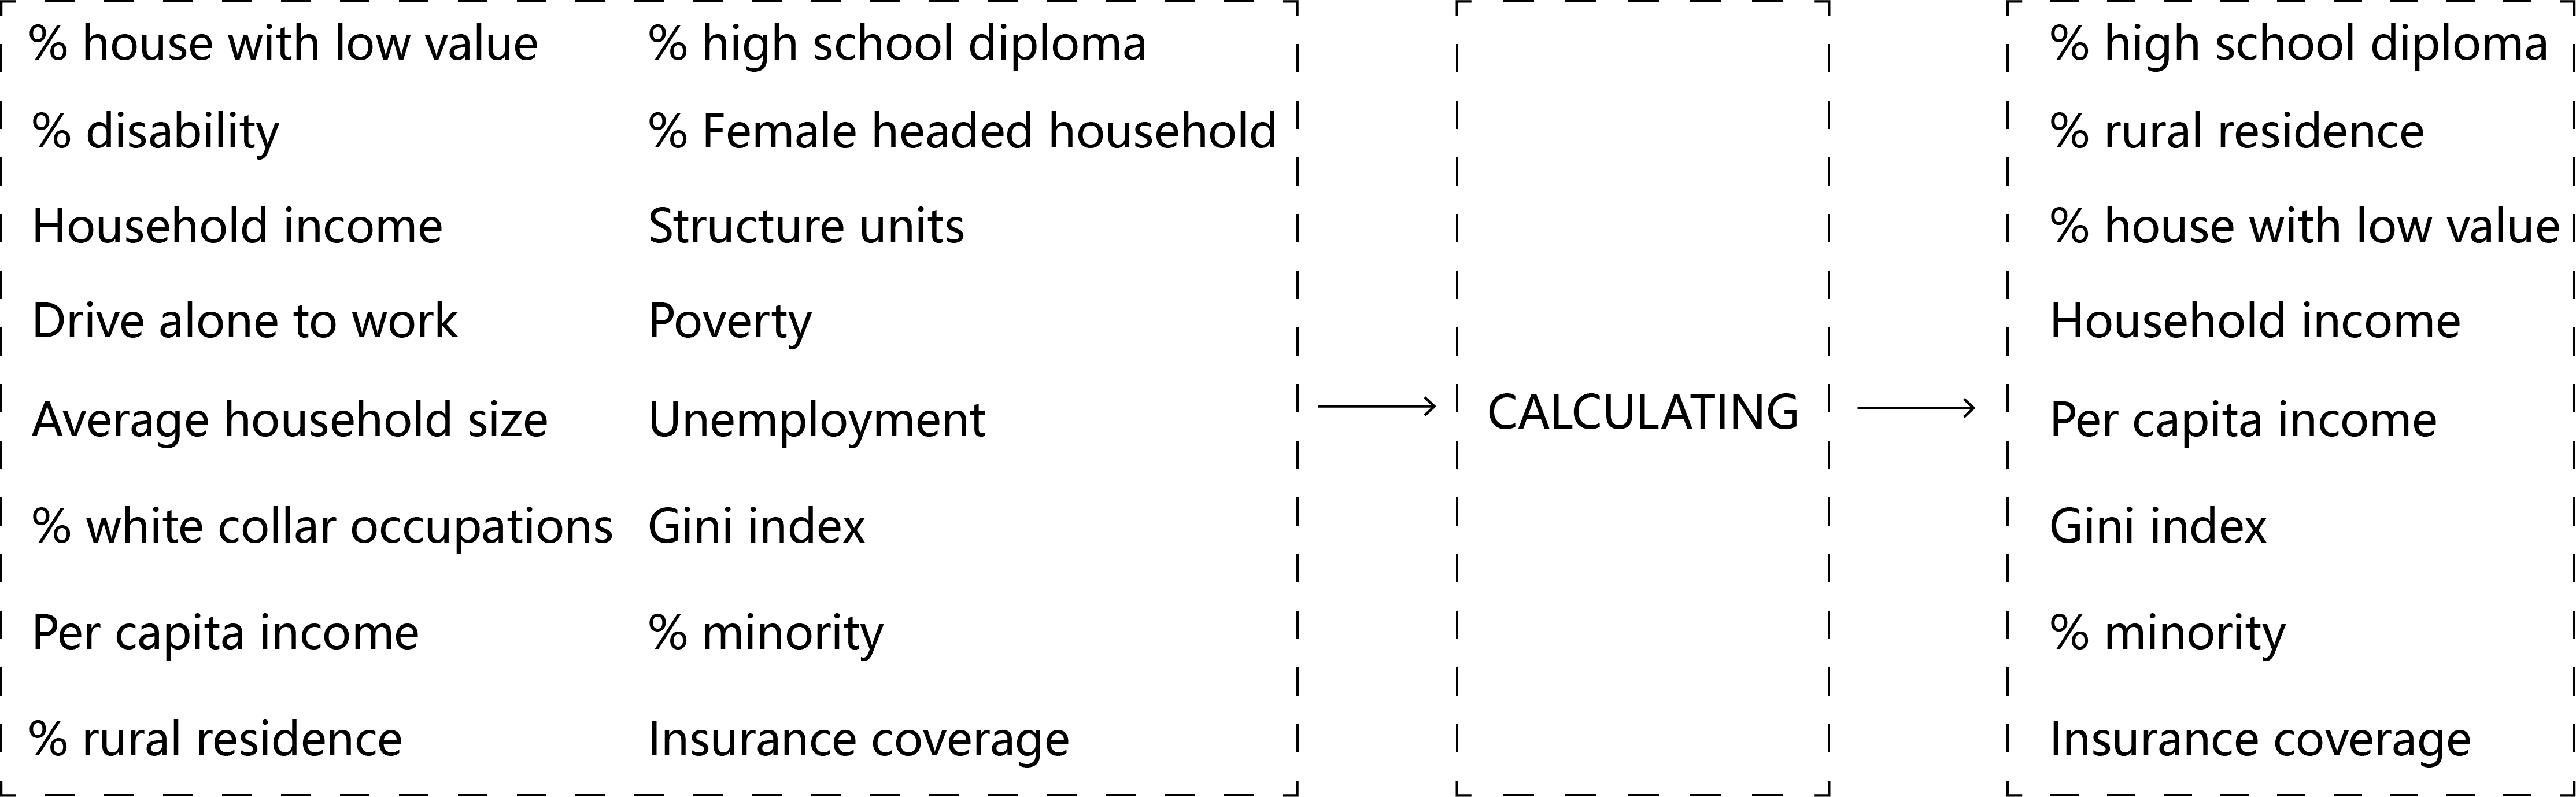 % house with low value
% disability
Household income
Drive alone to work
Average household size
% white collar occupations
Per capita income
% rural residence
% high school diploma
% Female headed household
Structure units
Poverty
Unemployment
Gini index
% minority
Insurance coverage
CALCULATING
% high school diploma
% rural residence
% house with low value
Household income
Per capita income
Gini index
% minority
Insurance coverage